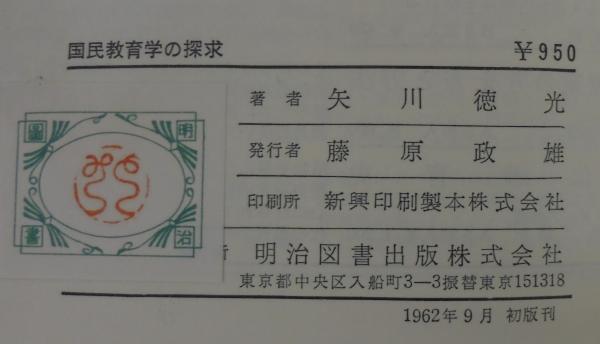 国民教育学の探求 ￥950
著者 矢川徳光
発行者 藤原政雄
印刷所 新興印刷製本株式会社
所 明治図書出版株式会社
東京都中央区入船町3―3振替東京151318
1962年9月 初版刊
明治
圖書